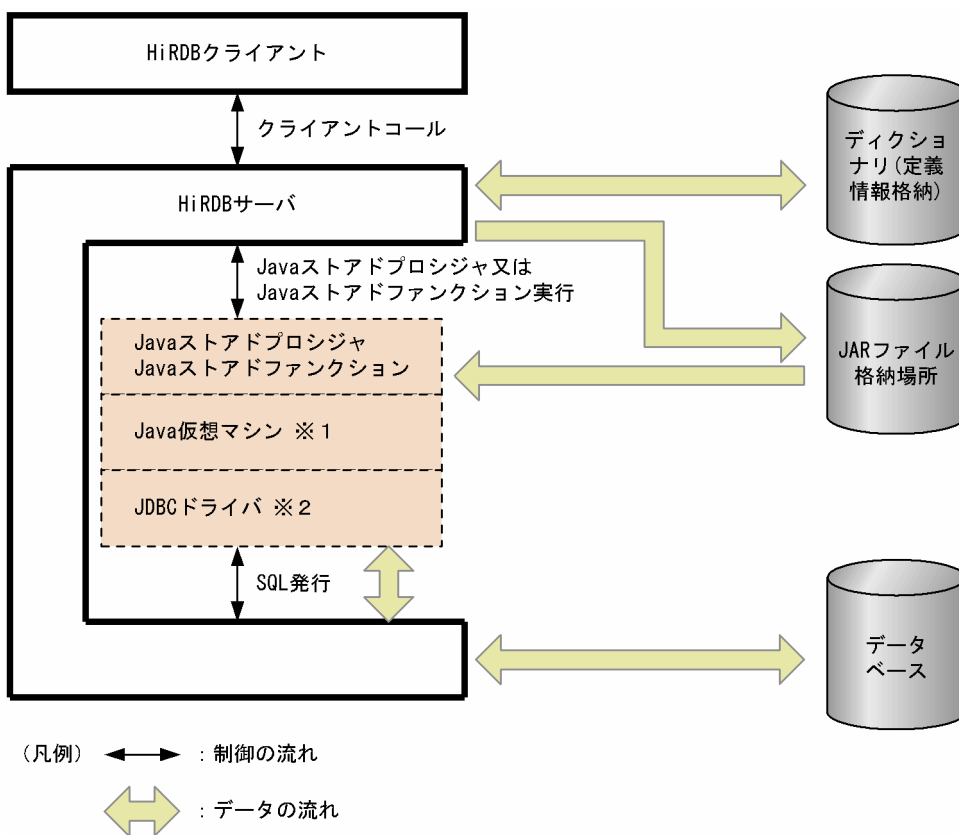 HiRDBクライアント
クライアントコール
HiRDBサーバ
ディクショ
ナリ(定義
情報格納)
Javaストアドプロシジャ又は
Javaストアドファンクション実行
Javaストアドプロシジャ
Javaストアドファンクション
JARファイル
格納場所
Java仮想マシン ※1
JDBCドライバ ※2
SQL発行
データ
ベース
(凡例) : 制御の流れ
: データの流れ